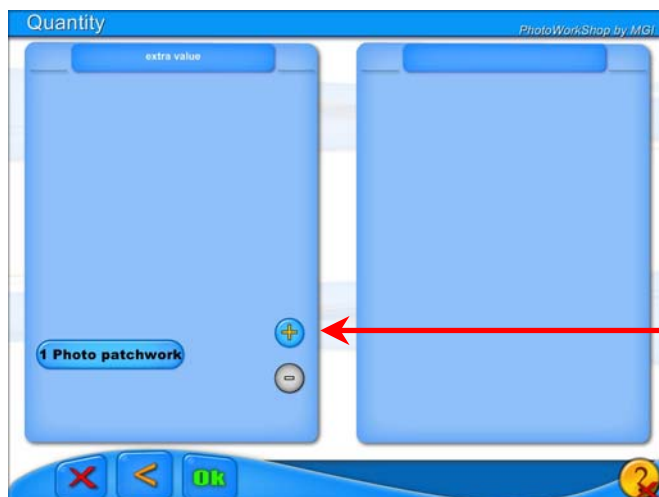 Quantity
PhotoWorkShop by MGI
extra value
+
1 Photo patchwork
-
<
Ok
?